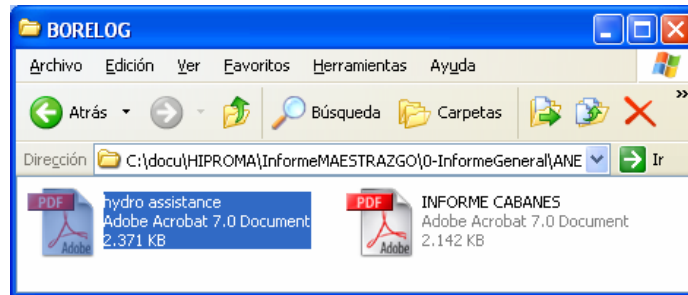 BORELOG
Archivo Edición Ver Favoritos Herramientas Ayuda
Atrás Búsqueda Carpetas »
Dirección C:\docu\HIPROMA\InformeMAESTRAZGO\0-InformeGeneral\ANE Ir
PDF hydro assistance
Adobe Acrobat 7.0 Document
2.371 KB
Adobe
PDF INFORME CABANES
Adobe Acrobat 7.0 Document
2.142 KB
Adobe